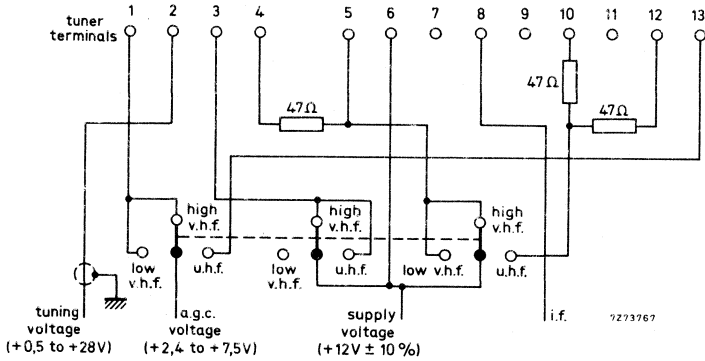 tuner terminals
1 2 3 4 5 6 7 8 9 10 11 12 13
47Ω
47Ω
47Ω
high v.h.f.
high v.h.f.
high v.h.f.
low v.h.f.
u.h.f.
low v.h.f.
u.h.f.
low v.h.f.
u.h.f.
tuning voltage
(+0,5 to +28V)
a.g.c. voltage
(+2,4 to +7,5V)
supply voltage
(+12V ± 10%)
i.f.
7Z73767